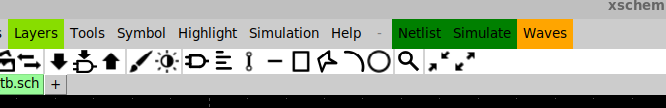 xschem
s Layers Tools Symbol Highlight Simulation Help - Netlist Simulate Waves
tb.sch +